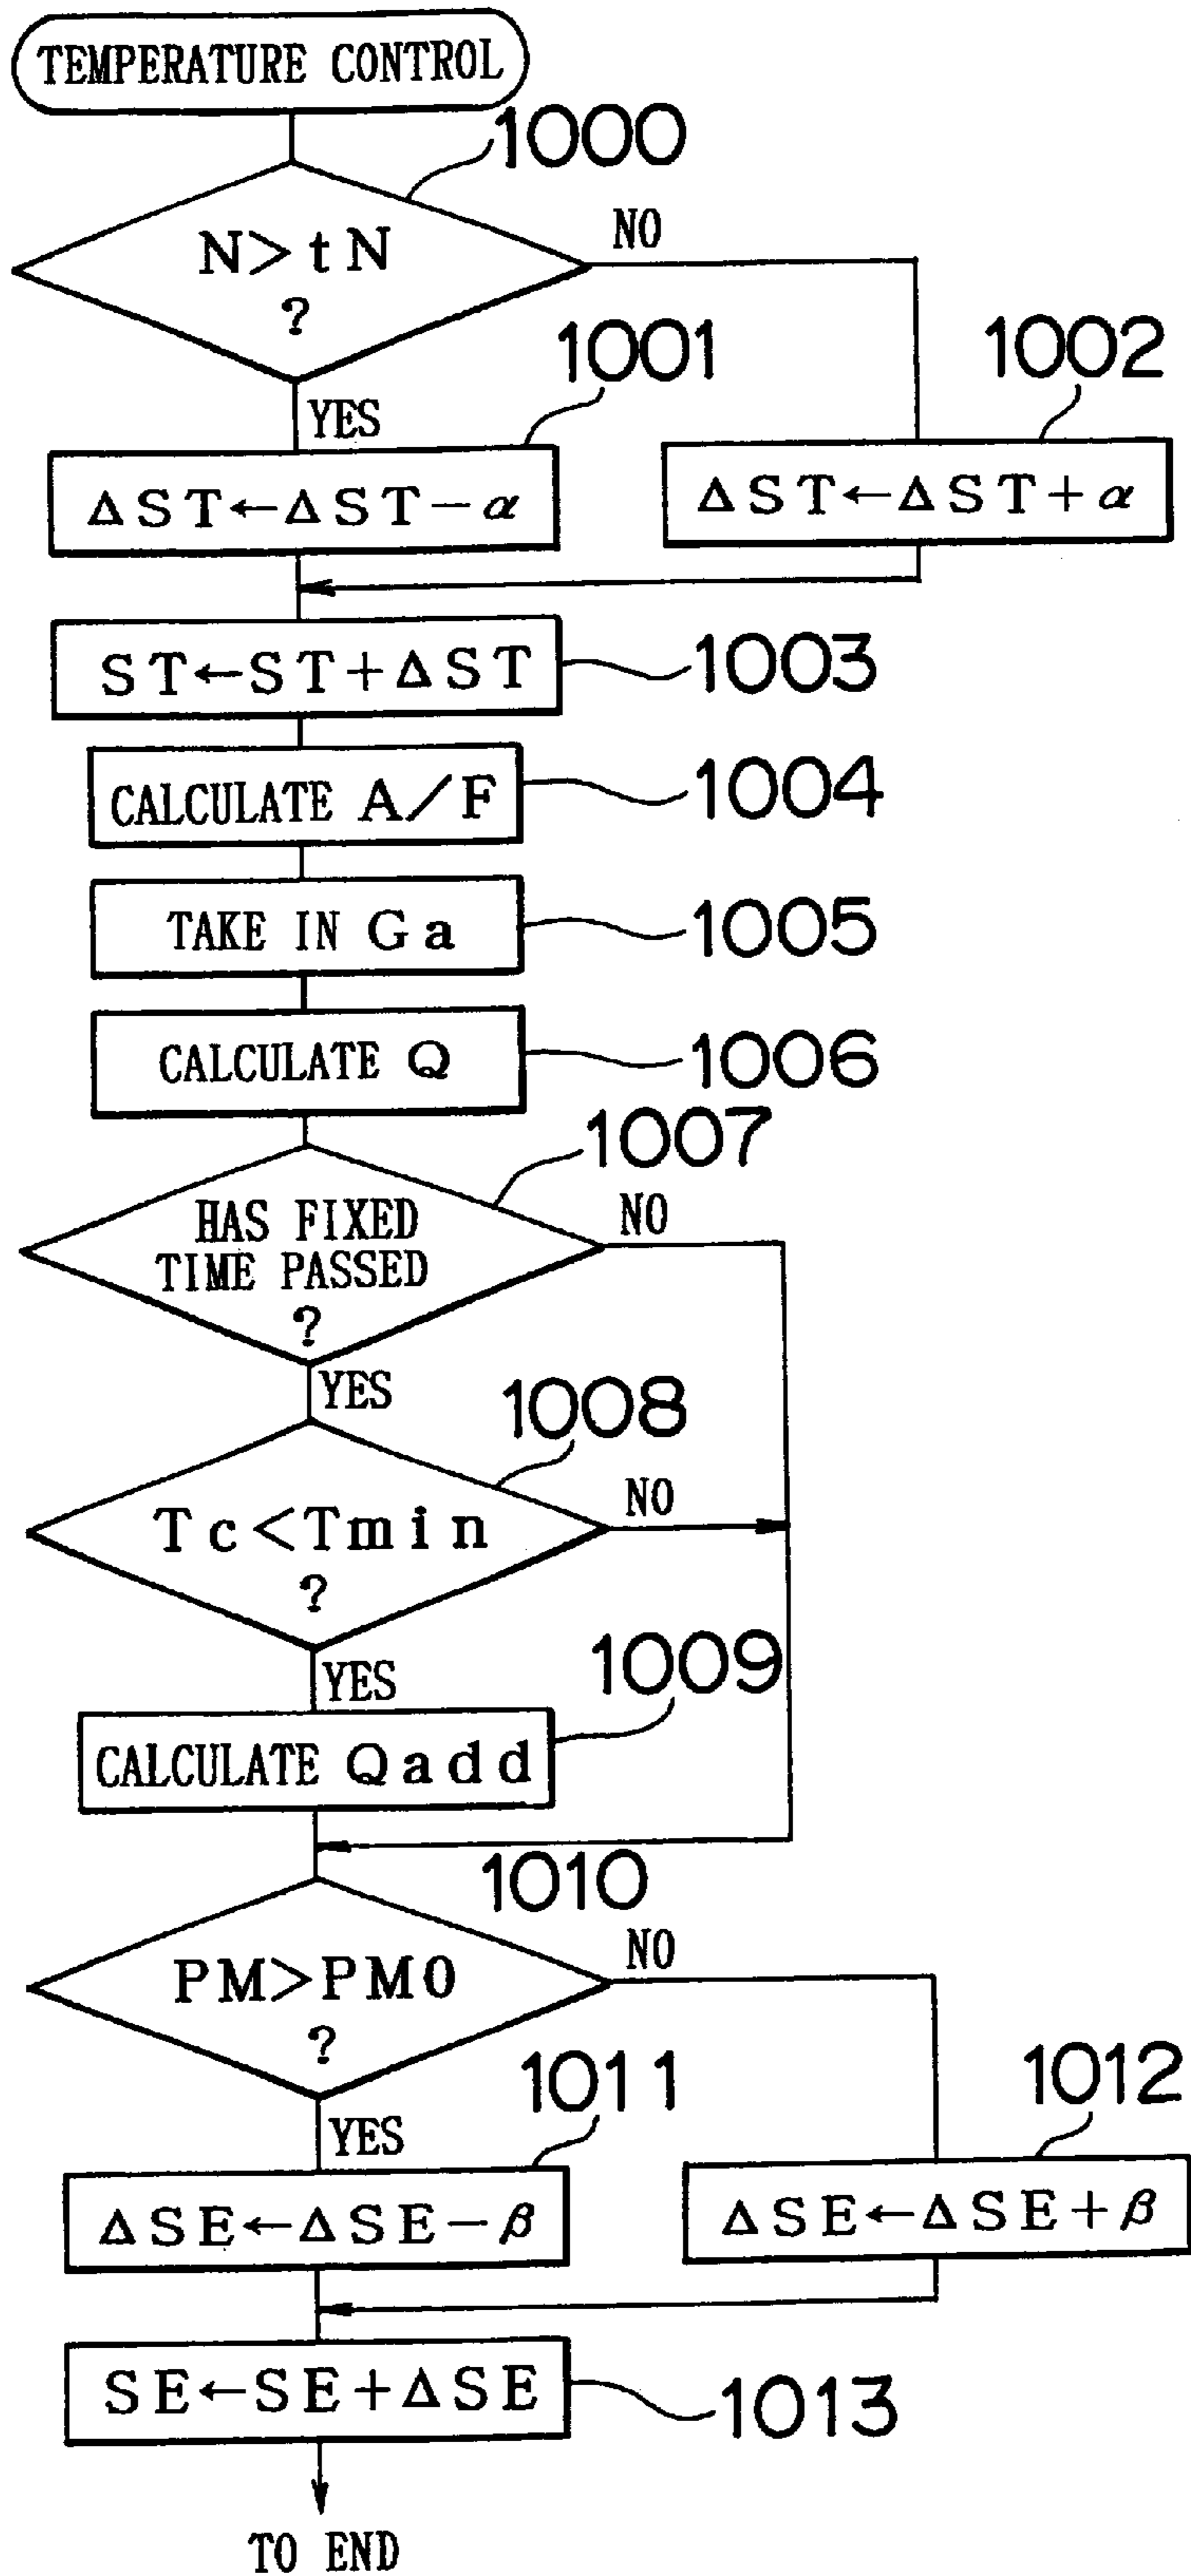 TEMPERATURE CONTROL
1000
N>tN
?
NO
YES
1001
1002
ΔST←ΔST-α
ΔST←ΔST+α
ST←ST+ΔST
1003
CALCULATE A/F
1004
TAKE IN Ga
1005
CALCULATE Q
1006
1007
HAS FIXED
TIME PASSED
?
NO
YES
1008
Tc<Tmin
?
NO
YES
1009
CALCULATE Qadd
1010
PM>PM0
?
NO
YES
1011
1012
ΔSE←ΔSE-β
ΔSE←ΔSE+β
SE←SE+ΔSE
1013
TO END